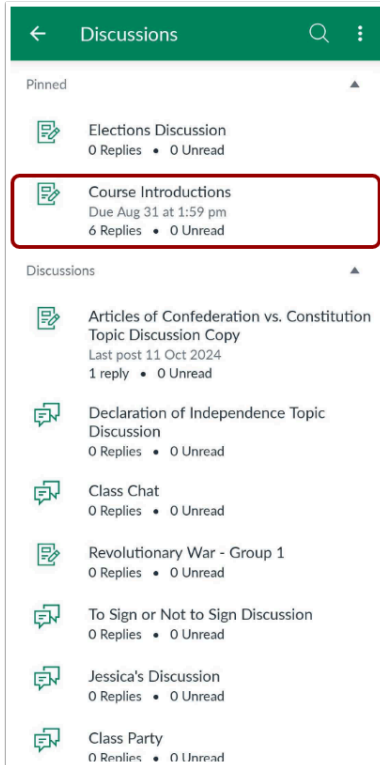 Discussions
Pinned
Elections Discussion
0 Replies • 0 Unread
Course Introductions
Due Aug 31 at 1:59 pm
6 Replies • 0 Unread
Discussions
Articles of Confederation vs. Constitution
Topic Discussion Copy
Last post 11 Oct 2024
1 reply • 0 Unread
Declaration of Independence Topic
Discussion
0 Replies • 0 Unread
Class Chat
0 Replies • 0 Unread
Revolutionary War - Group 1
0 Replies • 0 Unread
To Sign or Not to Sign Discussion
0 Replies • 0 Unread
Jessica's Discussion
0 Replies • 0 Unread
Class Party
0 Replies • 0 Unread